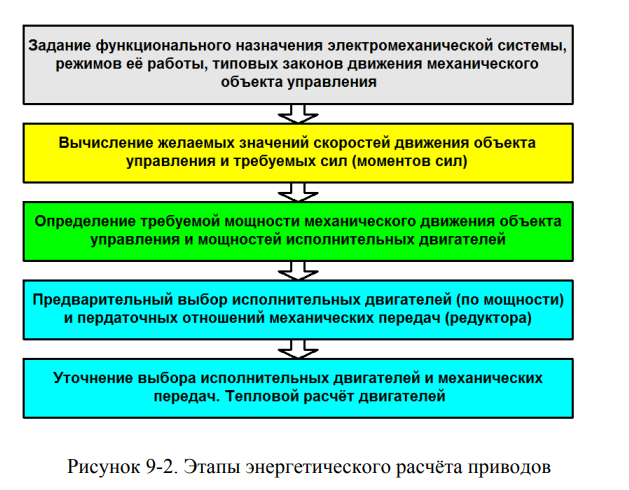 Задание функционального назначения электромеханической системы,
режимов её работы, типовых законов движения механического
объекта управления
Вычисление желаемых значений скоростей движения объекта
управления и требуемых сил (моментов сил)
Определение требуемой мощности механического движения объекта
управления и мощностей исполнительных двигателей
Предварительный выбор исполнительных двигателей (по мощности)
и пердаточных отношений механических передач (редуктора)
Уточнение выбора исполнительных двигателей и механических
передач. Тепловой расчёт двигателей
Рисунок 9-2. Этапы энергетического расчёта приводов